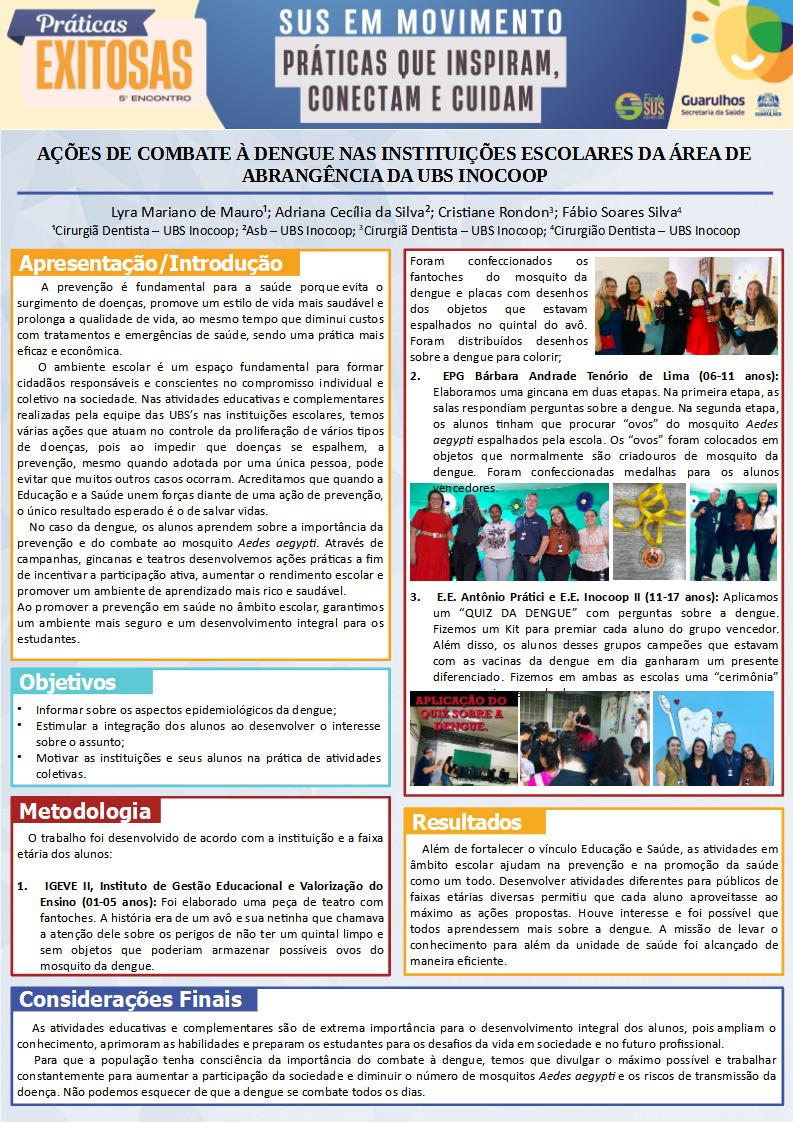 Práticas
EXITOSAS
5º ENCONTRO
SUS EM MOVIMENTO
PRÁTICAS QUE INSPIRAM,
CONECTAM E CUIDAM
Escola
SUS
GUARULHOS
Guarulhos
Secretaria da Saúde
GUARULHOS
AÇÕES DE COMBATE À DENGUE NAS INSTITUIÇÕES ESCOLARES DA ÁREA DE
ABRANGÊNCIA DA UBS INOCOOP
Lyra Mariano de Mauro¹; Adriana Cecília da Silva²; Cristiane Rondon³; Fábio Soares Silva⁴
¹Cirurgiã Dentista – UBS Inocoop; ²Asb – UBS Inocoop; ³Cirurgiã Dentista – UBS Inocoop; ⁴Cirurgião Dentista – UBS Inocoop
Apresentação/Introdução
A prevenção é fundamental para a saúde porque evita o
surgimento de doenças, promove um estilo de vida mais saudável e
prolonga a qualidade de vida, ao mesmo tempo que diminui custos
com tratamentos e emergências de saúde, sendo uma prática mais
eficaz e econômica.
O ambiente escolar é um espaço fundamental para formar
cidadãos responsáveis e conscientes no compromisso individual e
coletivo na sociedade. Nas atividades educativas e complementares
realizadas pela equipe das UBS’s nas instituições escolares, temos
várias ações que atuam no controle da proliferação de vários tipos
de doenças, pois ao impedir que doenças se espalhem, a
prevenção, mesmo quando adotada por uma única pessoa, pode
evitar que muitos outros casos ocorram. Acreditamos que quando a
Educação e a Saúde unem forças diante de uma ação de prevenção,
o único resultado esperado é o de salvar vidas.
No caso da dengue, os alunos aprendem sobre a importância da
prevenção e do combate ao mosquito Aedes aegypti. Através de
campanhas, gincanas e teatros desenvolvemos ações práticas a fim
de incentivar a participação ativa, aumentar o rendimento escolar e
promover um ambiente de aprendizado mais rico e saudável.
Ao promover a prevenção em saúde no âmbito escolar, garantimos
um ambiente mais seguro e um desenvolvimento integral para os
estudantes.
Objetivos
• Informar sobre os aspectos epidemiológicos da dengue;
• Estimular a integração dos alunos ao desenvolver o interesse
sobre o assunto;
• Motivar as instituições e seus alunos na prática de atividades
coletivas.
Metodologia
O trabalho foi desenvolvido de acordo com a instituição e a faixa
etária dos alunos:
1. IGEVE II, Instituto de Gestão Educacional e Valorização do
Ensino (01-05 anos): Foi elaborado uma peça de teatro com
fantoches. A história era de um avô e sua netinha que chamava
a atenção dele sobre os perigos de não ter um quintal limpo e
sem objetos que poderiam armazenar possíveis ovos do
mosquito da dengue.
Foram confeccionados os
fantoches do mosquito da
dengue e placas com desenhos
dos objetos que estavam
espalhados no quintal do avô.
Foram distribuídos desenhos
sobre a dengue para colorir;
2. EPG Bárbara Andrade Tenório de Lima (06-11 anos):
Elaboramos uma gincana em duas etapas. Na primeira etapa, as
salas respondiam perguntas sobre a dengue. Na segunda etapa,
os alunos tinham que procurar “ovos” do mosquito Aedes
aegypti espalhados pela escola. Os “ovos” foram colocados em
objetos que normalmente são criadouros de mosquito da
dengue. Foram confeccionadas medalhas para os alunos
vencedores.
3. E.E. Antônio Prátici e E.E. Inocoop II (11-17 anos): Aplicamos
um “QUIZ DA DENGUE” com perguntas sobre a dengue.
Fizemos um Kit para premiar cada aluno do grupo vencedor.
Além disso, os alunos desses grupos campeões que estavam
com as vacinas da dengue em dia ganharam um presente
diferenciado. Fizemos em ambas as escolas uma “cerimônia”
APLICAÇÃO DO
QUIZ SOBRE A
DENGUE.
Resultados
Além de fortalecer o vínculo Educação e Saúde, as atividades em
âmbito escolar ajudam na prevenção e na promoção da saúde
como um todo. Desenvolver atividades diferentes para públicos de
faixas etárias diversas permitiu que cada aluno aproveitasse ao
máximo as ações propostas. Houve interesse e foi possível que
todos aprendessem mais sobre a dengue. A missão de levar o
conhecimento para além da unidade de saúde foi alcançado de
maneira eficiente.
Considerações Finais
As atividades educativas e complementares são de extrema importância para o desenvolvimento integral dos alunos, pois ampliam o
conhecimento, aprimoram as habilidades e preparam os estudantes para os desafios da vida em sociedade e no futuro profissional.
Para que a população tenha consciência da importância do combate à dengue, temos que divulgar o máximo possível e trabalhar
constantemente para aumentar a participação da sociedade e diminuir o número de mosquitos Aedes aegypti e os riscos de transmissão da
doença. Não podemos esquecer de que a dengue se combate todos os dias.